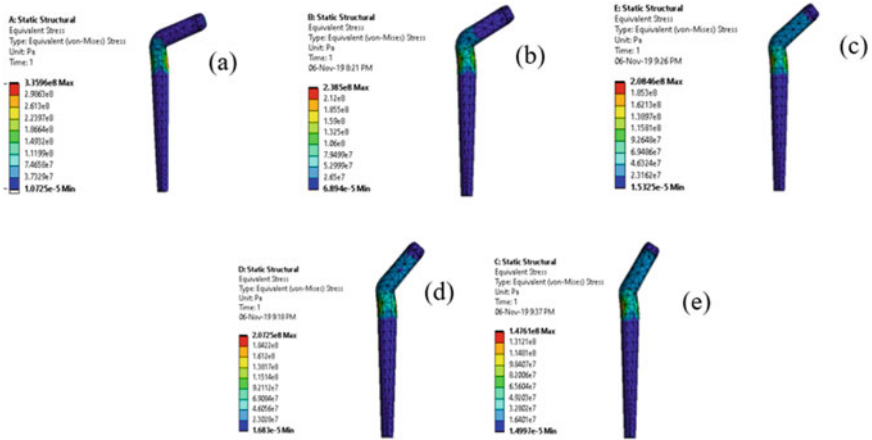 A: Static Structural
Equivalent Stress
Type: Equivalent (von-Mises) Stress
Unit: Pa
Time: 1
3.3596e8 Max
2.9863e8
2.613e8
2.2397e8
1.8664e8
1.4932e8
1.1199e8
7.4658e7
3.7329e7
1.0725e-5 Min
(a)
B: Static Structural
Equivalent Stress
Type: Equivalent (von-Mises) Stress
Unit: Pa
Time: 1
06-Nov-19 8:21 PM
2.385e8 Max
2.12e8
1.855e8
1.59e8
1.325e8
1.06e8
7.9499e7
5.2999e7
2.65e7
6.894e-5 Min
(b)
E: Static Structural
Equivalent Stress
Type: Equivalent (von-Mises) Stress
Unit: Pa
Time: 1
06-Nov-19 9:26 PM
2.0846e8 Max
1.853e8
1.6213e8
1.3897e8
1.1581e8
9.2648e7
6.9486e7
4.6324e7
2.3162e7
1.5325e-5 Min
(c)
D: Static Structural
Equivalent Stress
Type: Equivalent (von-Mises) Stress
Unit: Pa
Time: 1
06-Nov-19 9:18 PM
2.0725e8 Max
1.8422e8
1.612e8
1.3817e8
1.1514e8
9.2112e7
6.9084e7
4.6056e7
2.3028e7
1.683e-5 Min
(d)
C: Static Structural
Equivalent Stress
Type: Equivalent (von-Mises) Stress
Unit: Pa
Time: 1
06-Nov-19 9:37 PM
1.4761e8 Max
1.3121e8
1.1481e8
9.8407e7
8.2006e7
6.5604e7
4.9203e7
3.2802e7
1.6401e7
1.4997e-5 Min
(e)